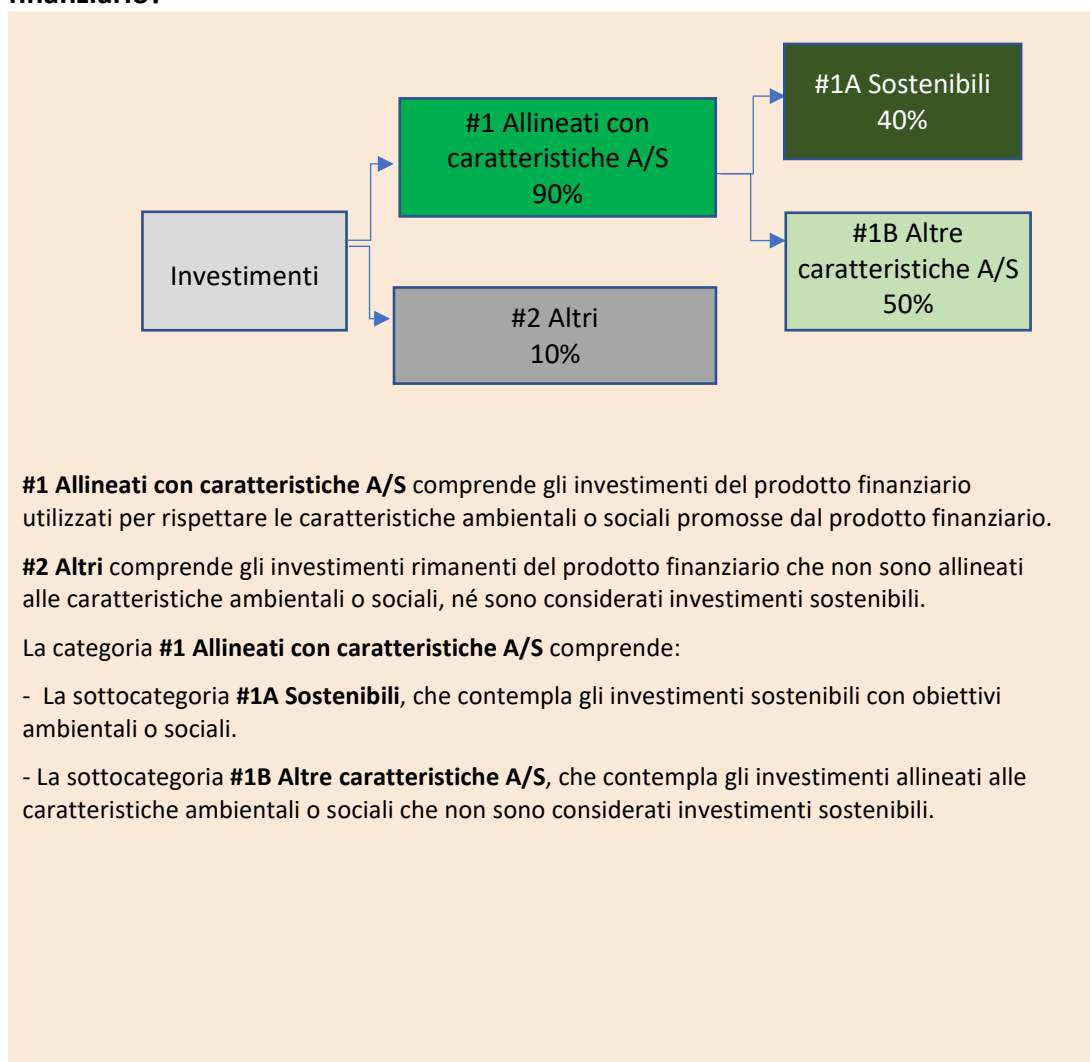 #1A Sostenibili
40%
#1 Allineati con
caratteristiche A/S
90%
#1B Altre
caratteristiche A/S
50%
Investimenti
#2 Altri
10%
#1 Allineati con caratteristiche A/S comprende gli investimenti del prodotto finanziario
utilizzati per rispettare le caratteristiche ambientali o sociali promosse dal prodotto finanziario.
#2 Altri comprende gli investimenti rimanenti del prodotto finanziario che non sono allineati
alle caratteristiche ambientali o sociali, né sono considerati investimenti sostenibili.
La categoria #1 Allineati con caratteristiche A/S comprende:
- La sottocategoria #1A Sostenibili, che contempla gli investimenti sostenibili con obiettivi
ambientali o sociali.
- La sottocategoria #1B Altre caratteristiche A/S, che contempla gli investimenti allineati alle
caratteristiche ambientali o sociali che non sono considerati investimenti sostenibili.